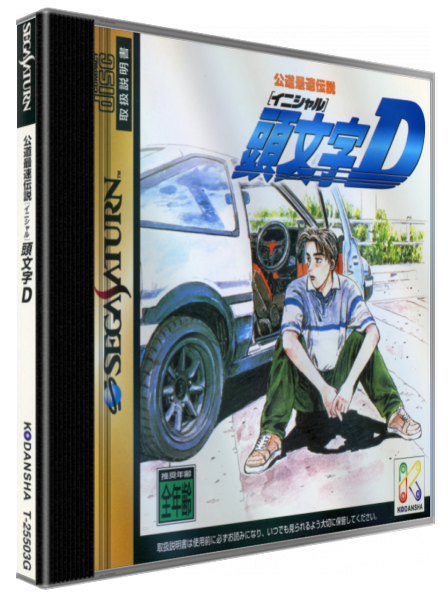 SEGA SATURN
公道最速伝説
[イニシャル]
頭文字D
KODANSHA T-25503G
COMPACT
disc
取扱説明書
SEGA SATURN™
公道最速伝説
[イニシャル]
頭文字D
推奨年齢
全年齢
K
KODANSHA
取扱説明書は使用前に必ずお読みになり、いつでも見られるよう大切に保管してください。